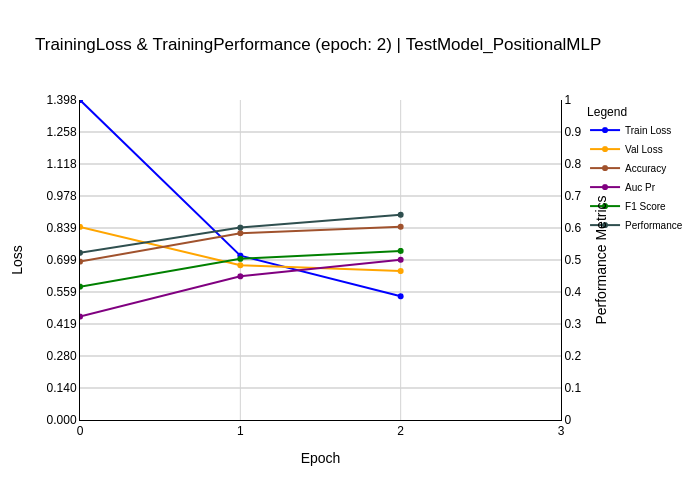 TrainingLoss & TrainingPerformance (epoch: 2) | TestModel_PositionalMLP
1.398
1.258
1.118
0.978
0.839
0.699
0.559
0.419
0.280
0.140
0.000
Loss
0
1
2
3
Epoch
1
0.9
0.8
0.7
0.6
0.5
0.4
0.3
0.2
0.1
0
Performance Metrics
Legend
Train Loss
Val Loss
Accuracy
Auc Pr
F1 Score
Performance